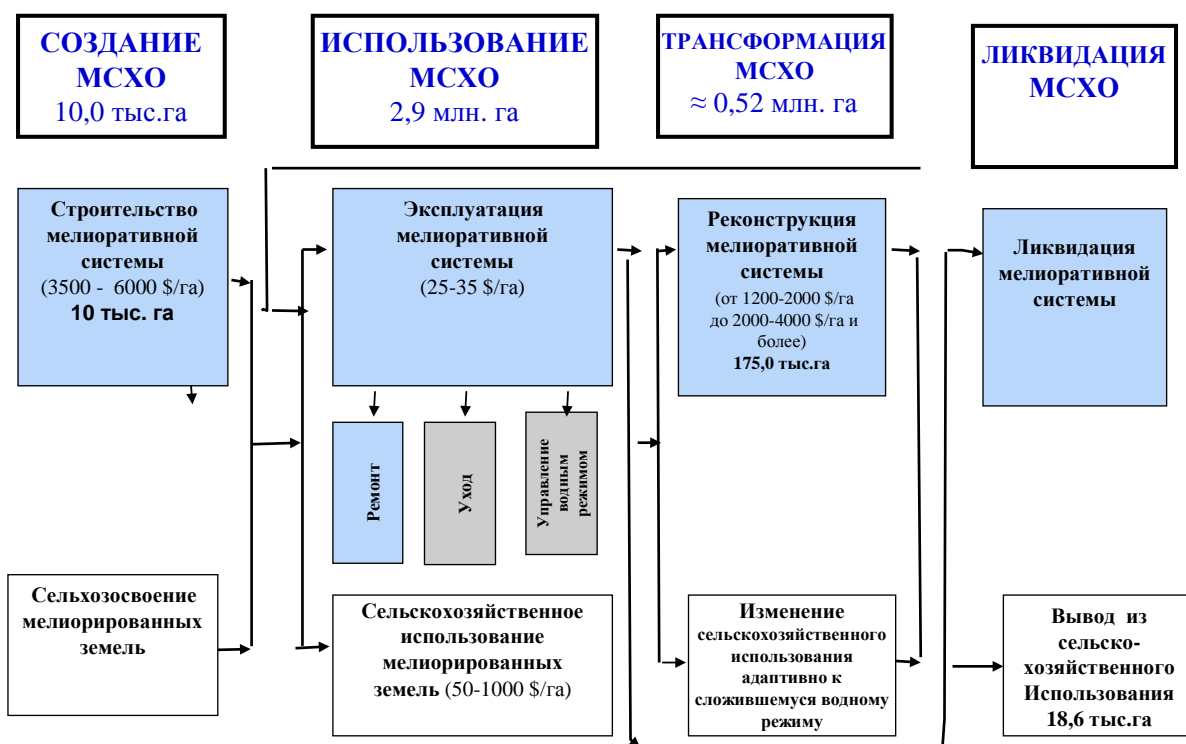 СОЗДАНИЕ
МСХО
10,0 тыс.га
ИСПОЛЬЗОВАНИЕ
МСХО
2,9 млн. га
ТРАНСФОРМАЦИЯ
МСХО
≈ 0,52 млн. га
ЛИКВИДАЦИЯ
МСХО
Строительство
мелиоративной
системы
(3500 - 6000 $/га)
10 тыс. га
Эксплуатация
мелиоративной
системы
(25-35 $/га)
Реконструкция
мелиоративной
системы
(от 1200-2000 $/га
до 2000-4000 $/га и
более)
175,0 тыс.га
Ликвидация
мелиоративной
системы
Ремонт
Уход
Управление
водным
режимом
Сельхозосвоение
мелиорированных
земель
Сельскохозяйственное
использование
мелиорированных
земель (50-1000 $/га)
Изменение
сельскохозяйственного
использования
адаптивно к
сложившемуся водному
режиму
Вывод из
сельско-
хозяйственного
Использования
18,6 тыс.га